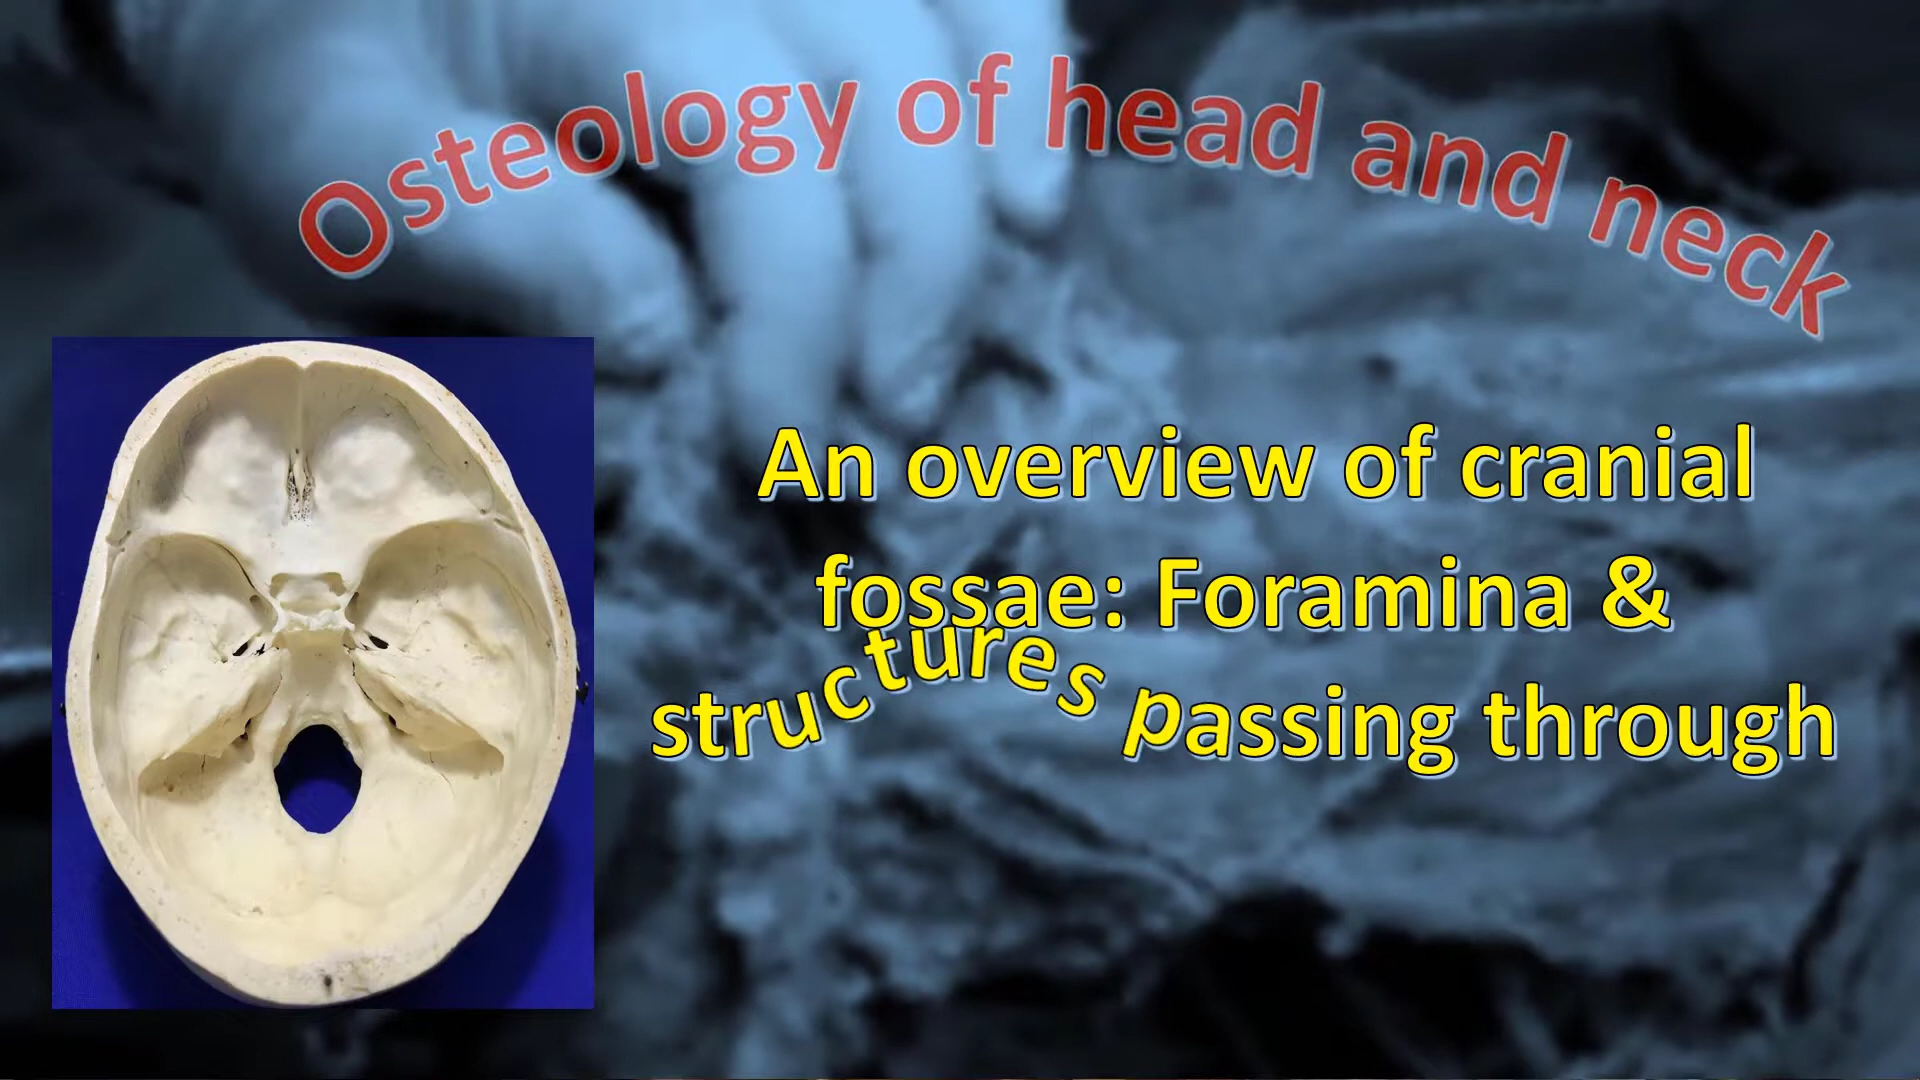 Osteology of head and neck
An overview of cranial
fossae: Foramina &
structures passing through